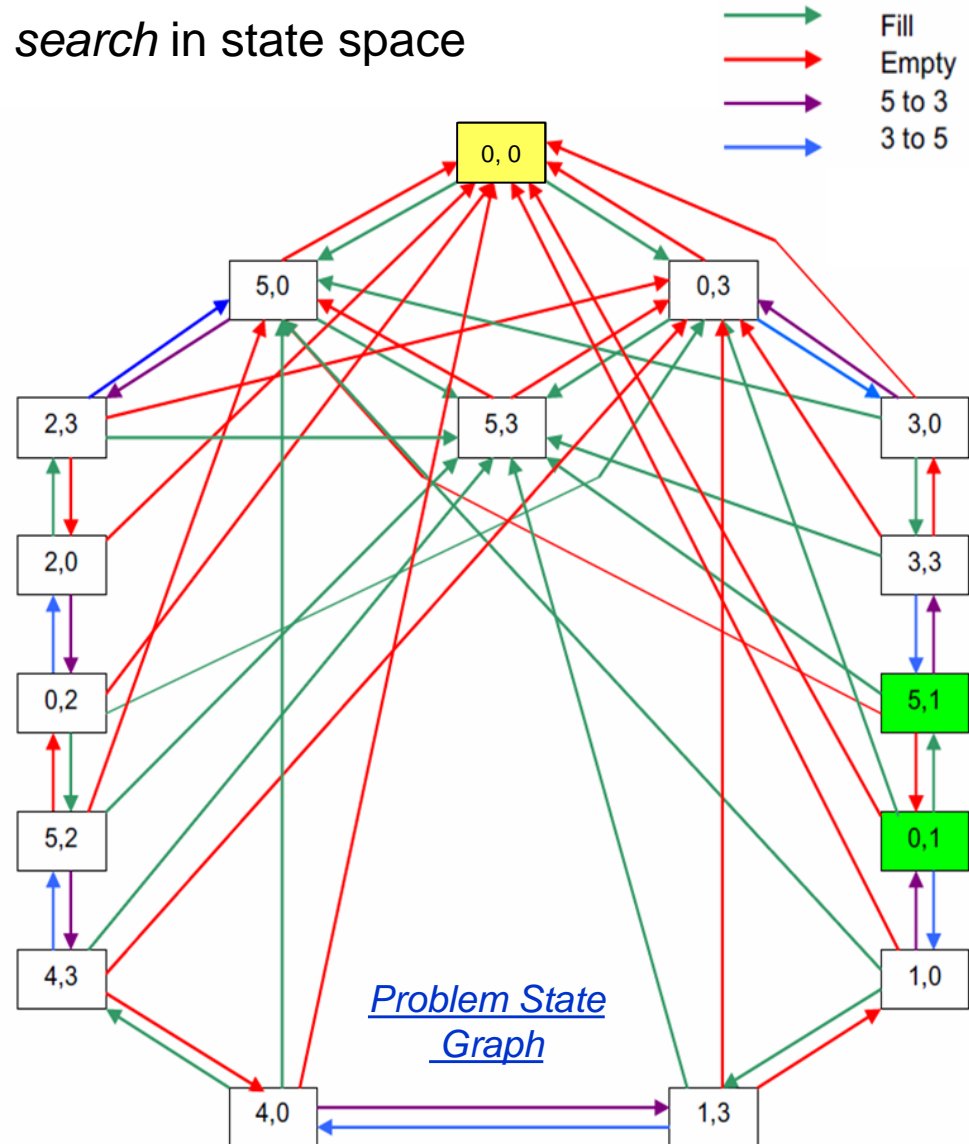 search in state space
Fill
Empty
5 to 3
3 to 5
0, 0
5,0
0,3
2,3
5,3
3,0
2,0
3,3
0,2
5,1
5,2
0,1
4,3
1,0
Problem State
Graph
4,0
1,3